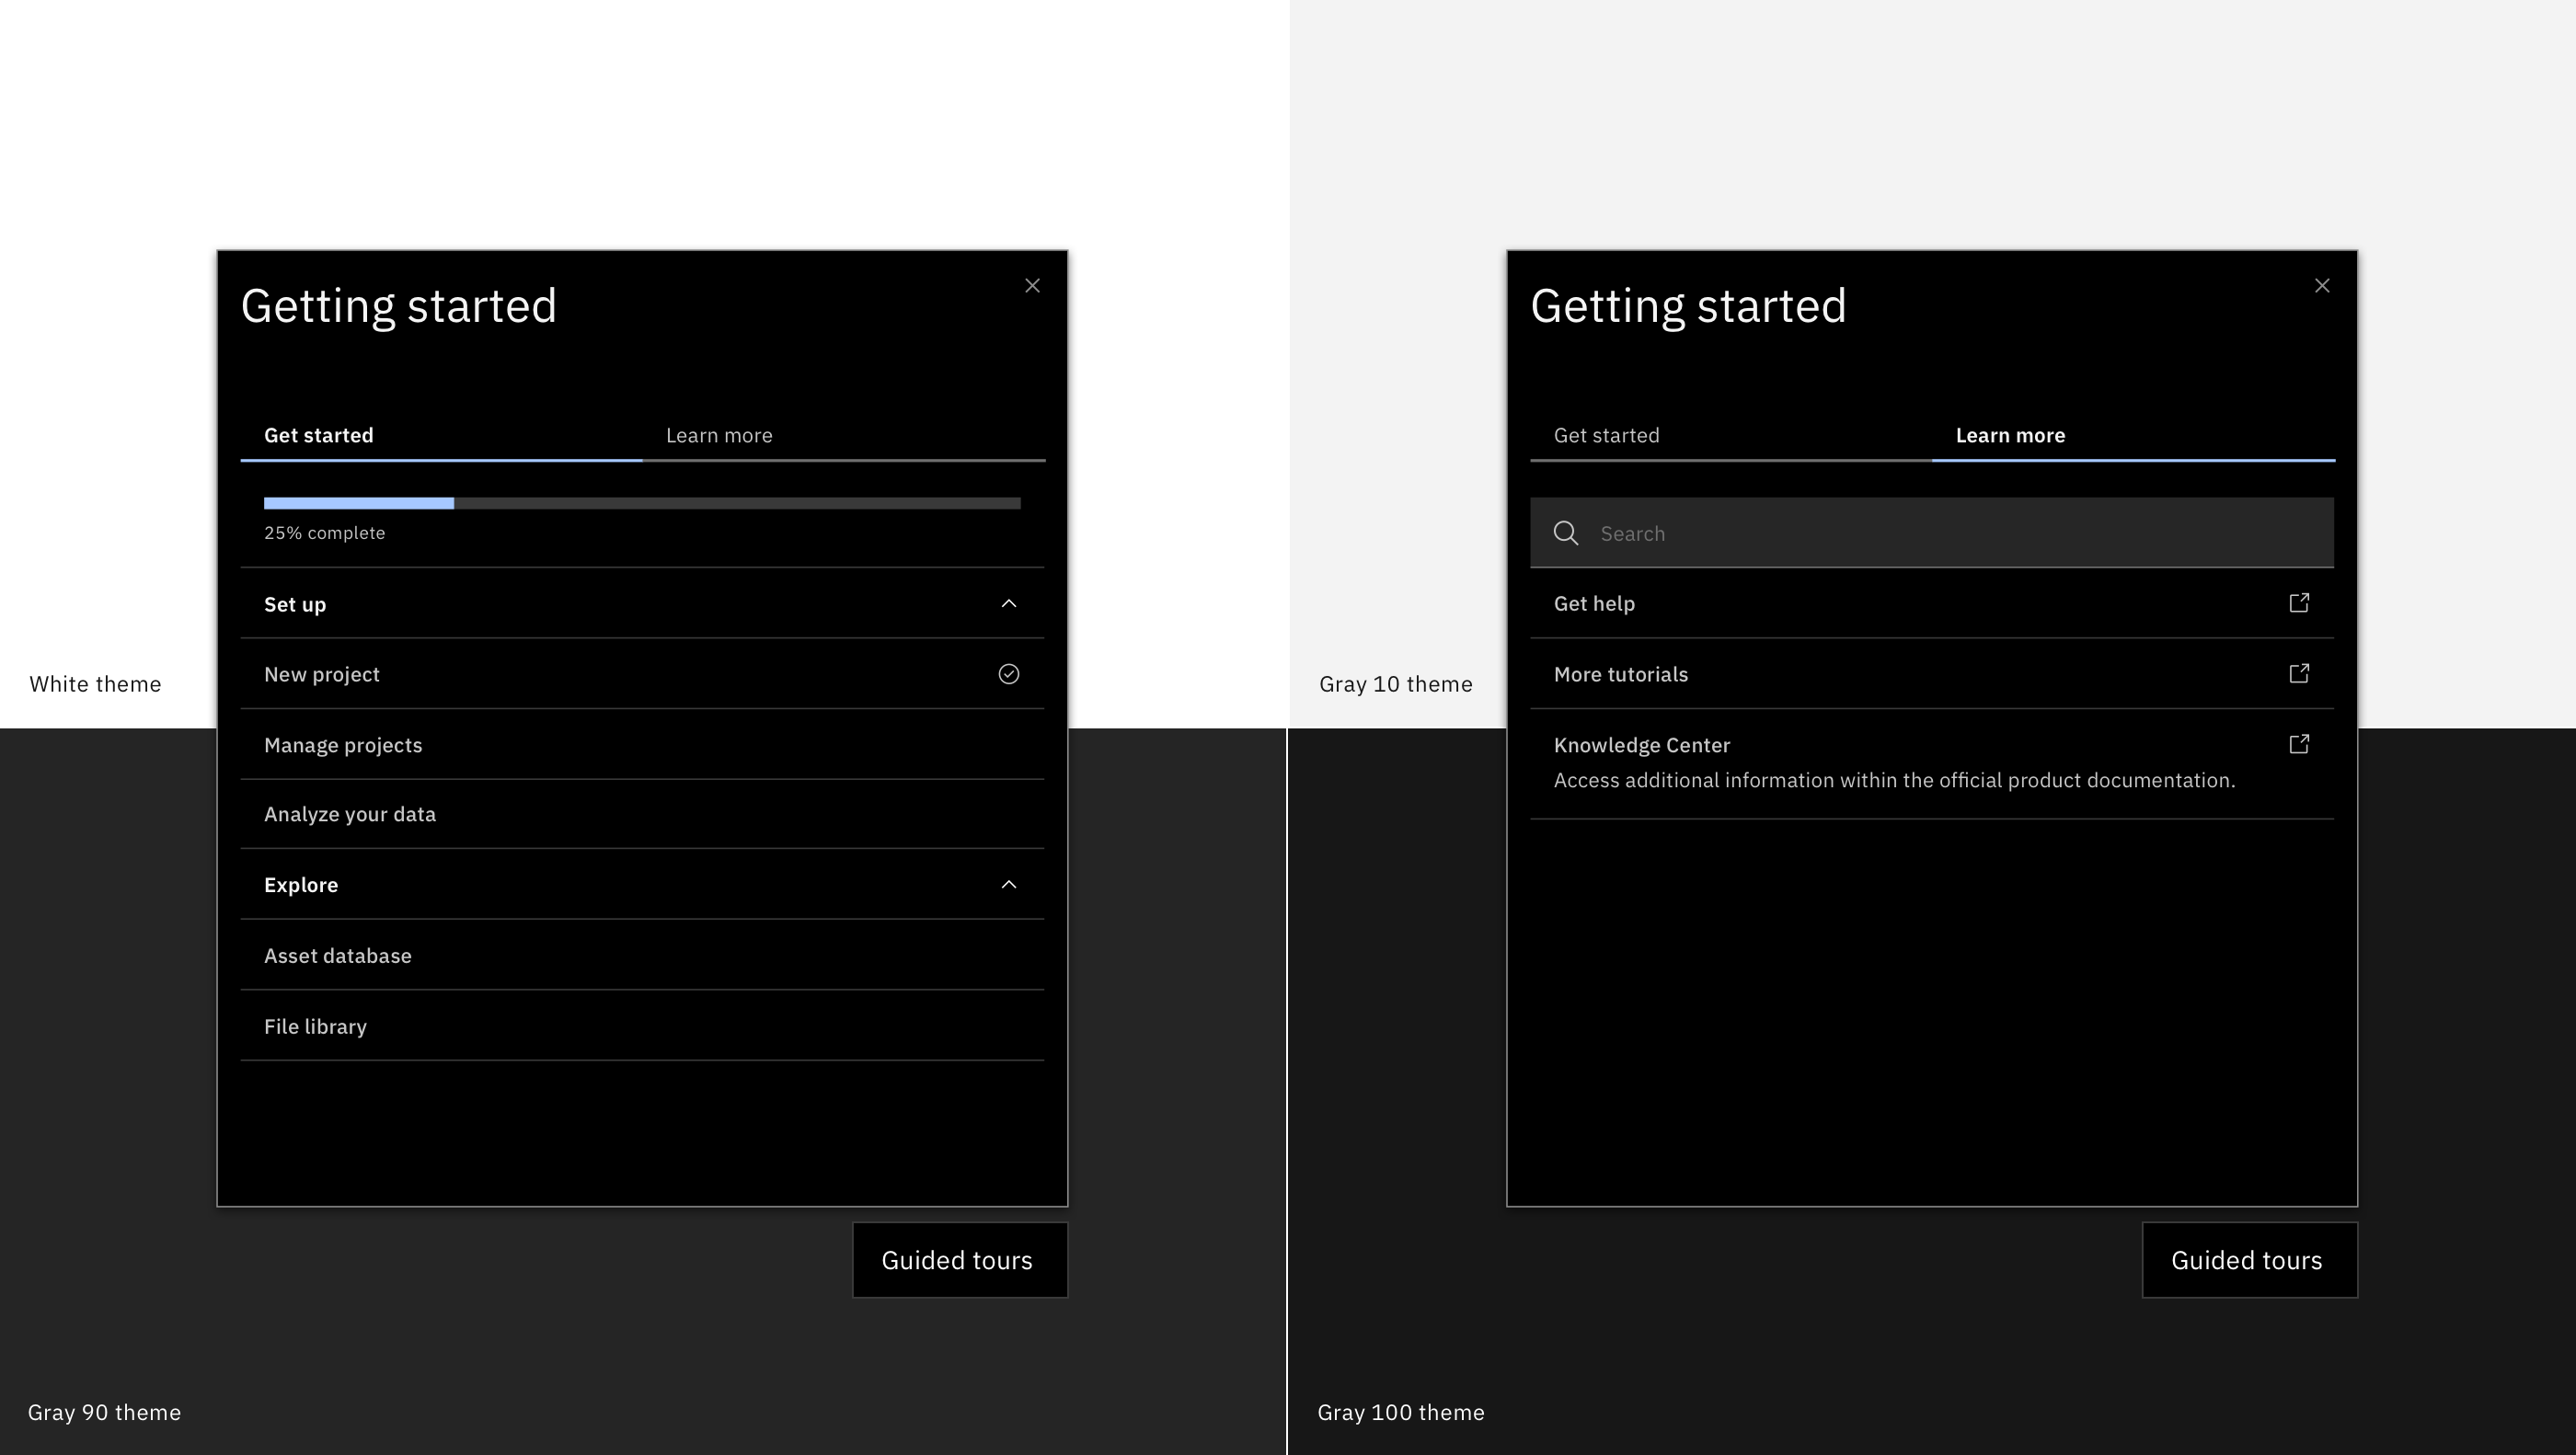 Getting started
Get started
Learn more
25% complete
Set up
New project
Manage projects
Analyze your data
Explore
Asset database
File library
Guided tours
White theme
Gray 90 theme
Getting started
Get started
Learn more
Search
Get help
More tutorials
Knowledge Center
Access additional information within the official product documentation.
Guided tours
Gray 10 theme
Gray 100 theme